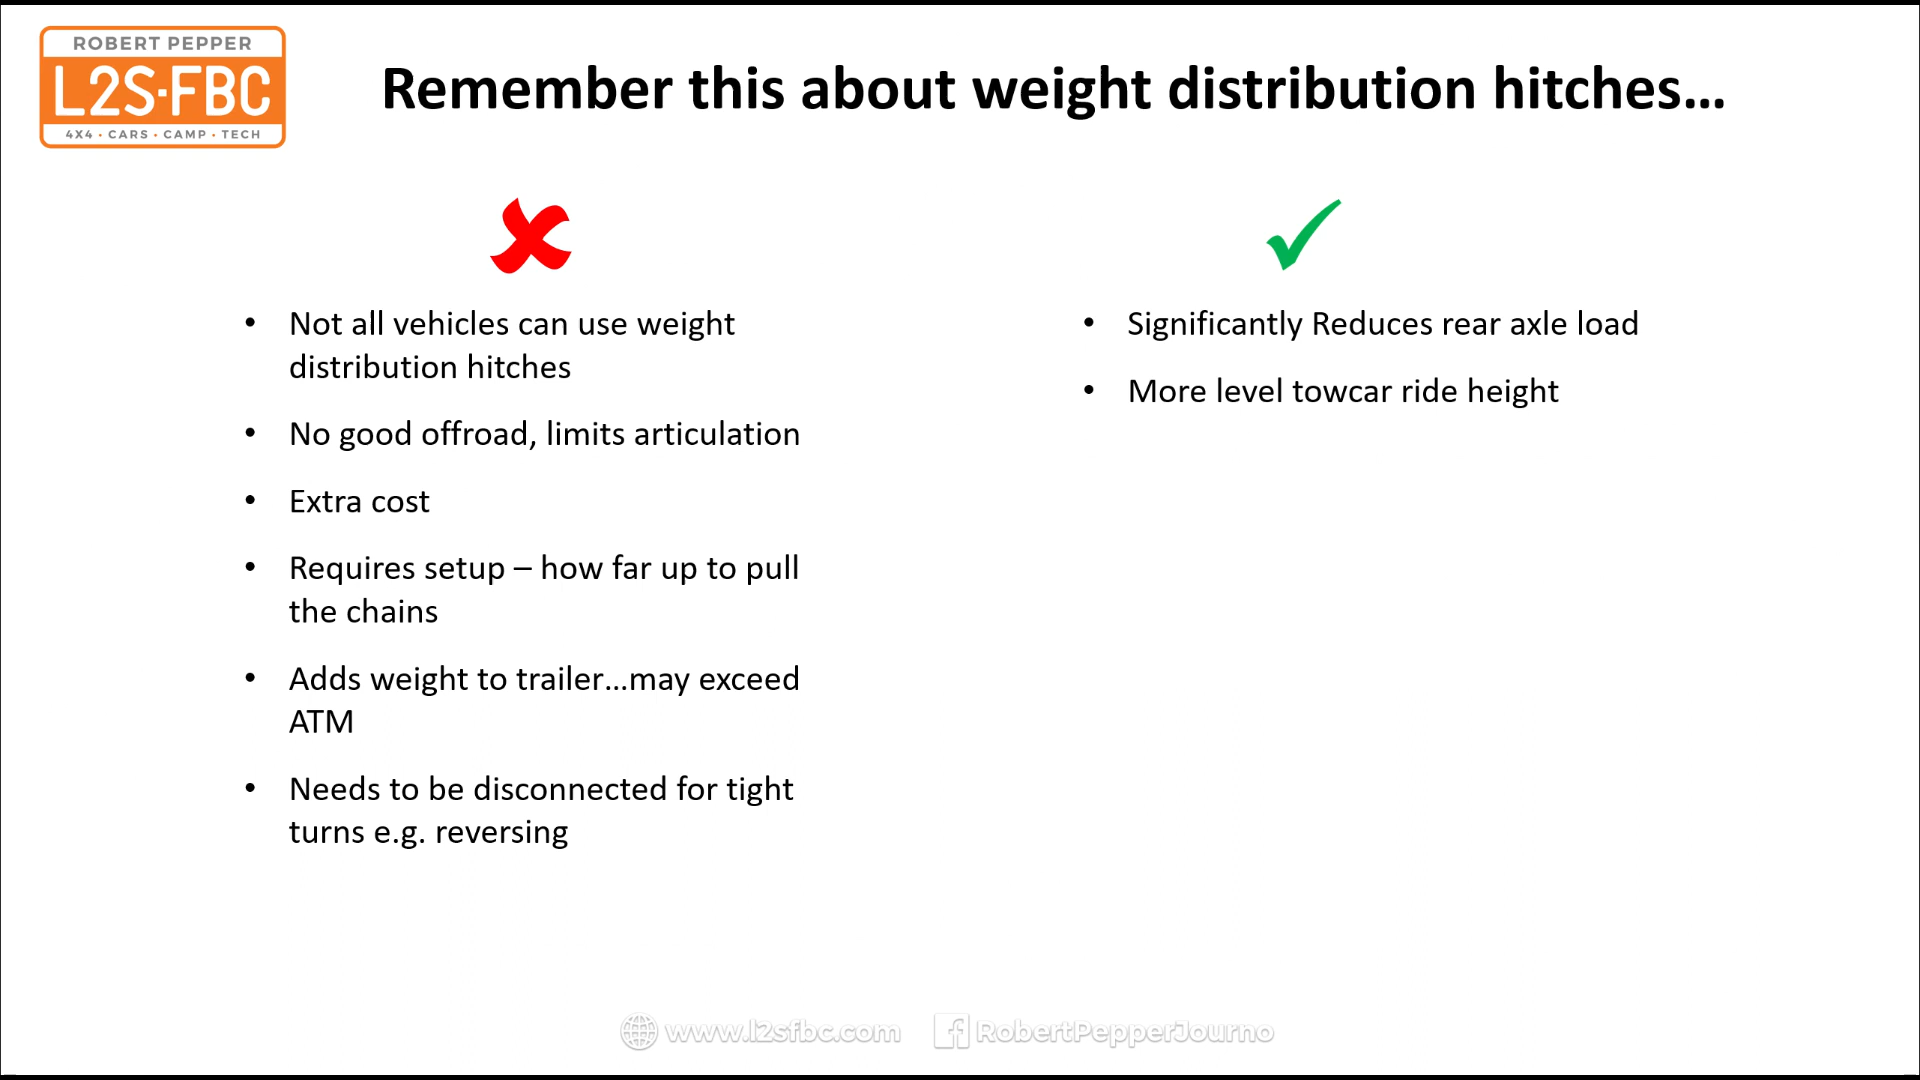 ROBERT PEPPER
L2S·FBC
4X4 • CARS • CAMP • TECH
Remember this about weight distribution hitches...
• Not all vehicles can use weight
distribution hitches
• No good offroad, limits articulation
• Extra cost
• Requires setup – how far up to pull
the chains
• Adds weight to trailer...may exceed
ATM
• Needs to be disconnected for tight
turns e.g. reversing
• Significantly Reduces rear axle load
• More level towcar ride height
www.l2sfbc.com
RobertPepperJourno